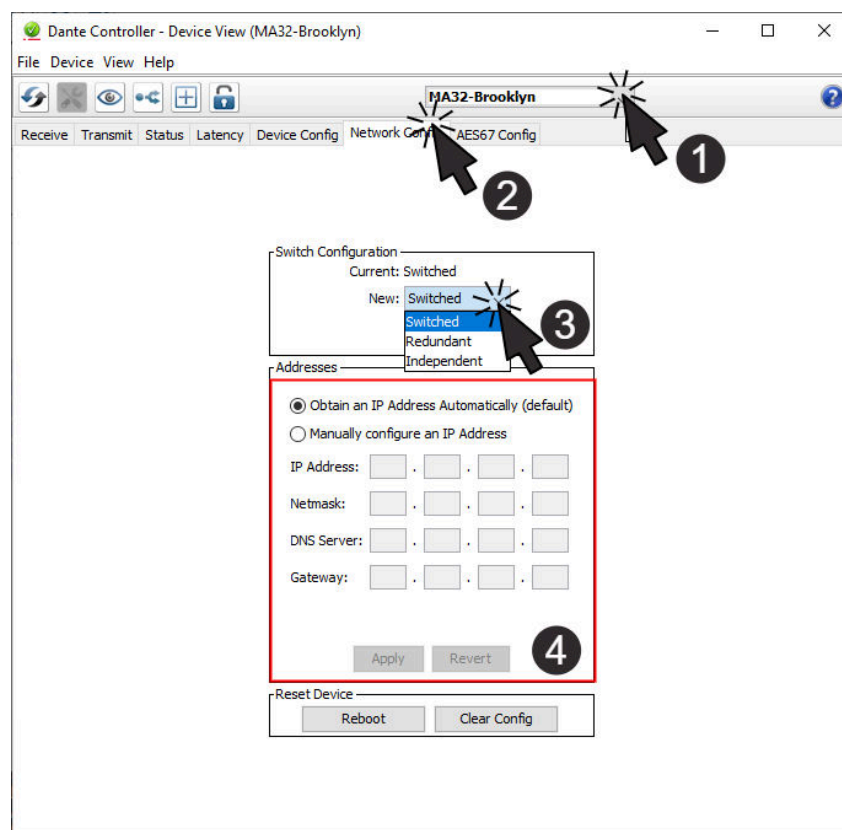 Dante Controller - Device View (MA32-Brooklyn)
File Device View Help
MA32-Brooklyn
?
1
Receive Transmit Status Latency Device Config Network AES67 Config
2
Switch Configuration
Current: Switched
New: Switched
Switched
Redundant
Independent
3
Addresses
Obtain an IP Address Automatically (default)
Manually configure an IP Address
IP Address: . . .
Netmask: . . .
DNS Server: . . .
Gateway: . . .
Apply Revert
4
Reset Device
Reboot Clear Config